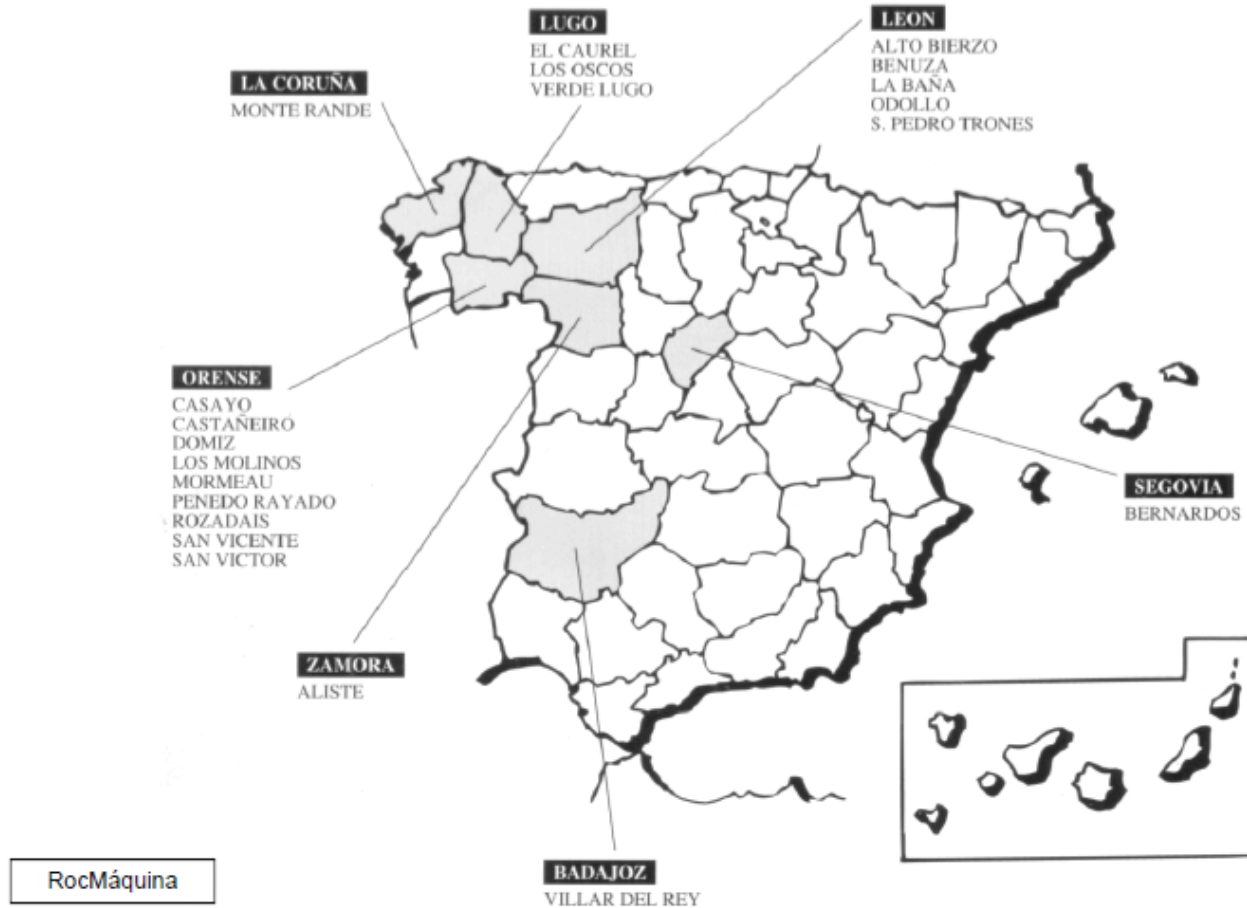 LUGO
EL CAUREL
LOS OSCOS
VERDE LUGO
LEON
ALTO BIERZO
BENUZA
LA BAÑA
ODOLLO
S. PEDRO TRONES
LA CORUÑA
MONTE RANDE
ORENSE
CASAYO
CASTAÑEIRO
DOMIZ
LOS MOLINOS
MORMEAU
PENEDO RAYADO
ROZADAIS
SAN VICENTE
SAN VICTOR
SEGOVIA
BERNARDOS
ZAMORA
ALISTE
BADAJOZ
VILLAR DEL REY
RocMáquina